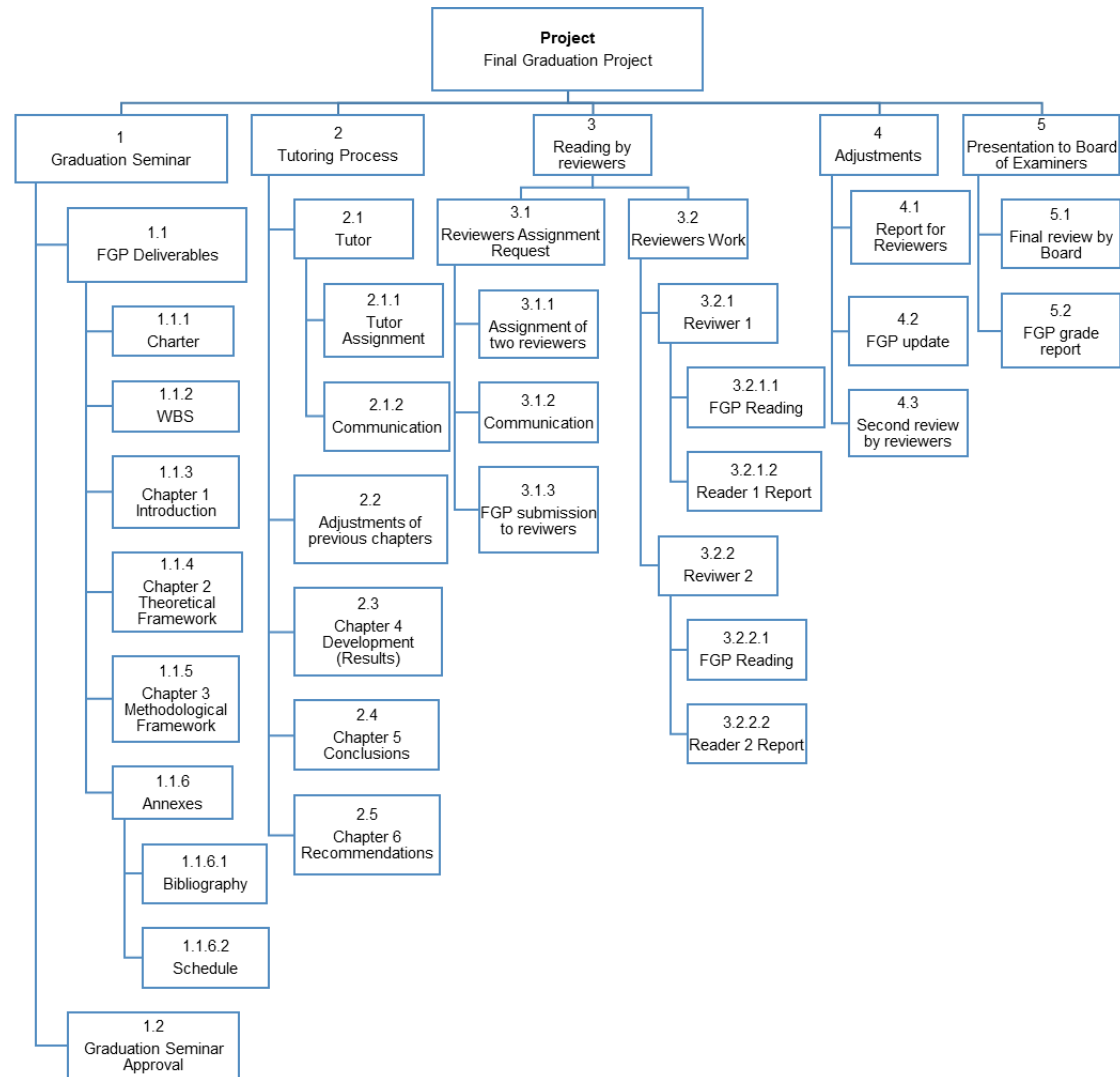 Project
Final Graduation Project
1
Graduation Seminar
1.1
FGP Deliverables
1.1.1
Charter
1.1.2
WBS
1.1.3
Chapter 1
Introduction
1.1.4
Chapter 2
Theoretical
Framework
1.1.5
Chapter 3
Methodological
Framework
1.1.6
Annexes
1.1.6.1
Bibliography
1.1.6.2
Schedule
1.2
Graduation Seminar
Approval
2
Tutoring Process
2.1
Tutor
2.1.1
Tutor
Assignment
2.1.2
Communication
2.2
Adjustments of
previous chapters
2.3
Chapter 4
Development
(Results)
2.4
Chapter 5
Conclusions
2.5
Chapter 6
Recommendations
3
Reading by
reviewers
3.1
Reviewers Assignment
Request
3.1.1
Assignment of
two reviewers
3.1.2
Communication
3.1.3
FGP submission
to reviwers
3.2
Reviewers Work
3.2.1
Reviwer 1
3.2.1.1
FGP Reading
3.2.1.2
Reader 1 Report
3.2.2
Reviwer 2
3.2.2.1
FGP Reading
3.2.2.2
Reader 2 Report
4
Adjustments
4.1
Report for
Reviewers
4.2
FGP update
4.3
Second review
by reviewers
5
Presentation to Board
of Examiners
5.1
Final review by
Board
5.2
FGP grade
report